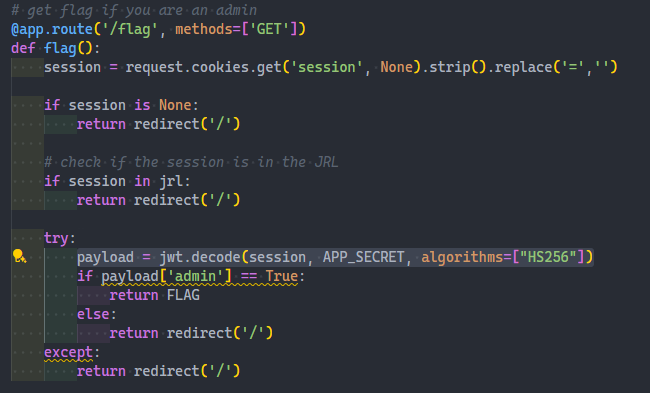 # get flag if you are an admin
@app.route('/flag', methods=['GET'])
def flag():
    session = request.cookies.get('session', None).strip().replace('=','')
    if session is None:
        return redirect('/')
    # check if the session is in the JRL
    if session in jrl:
        return redirect('/')
    try:
        payload = jwt.decode(session, APP_SECRET, algorithms=["HS256"])
        if payload['admin'] == True:
            return FLAG
        else:
            return redirect('/')
    except:
        return redirect('/')